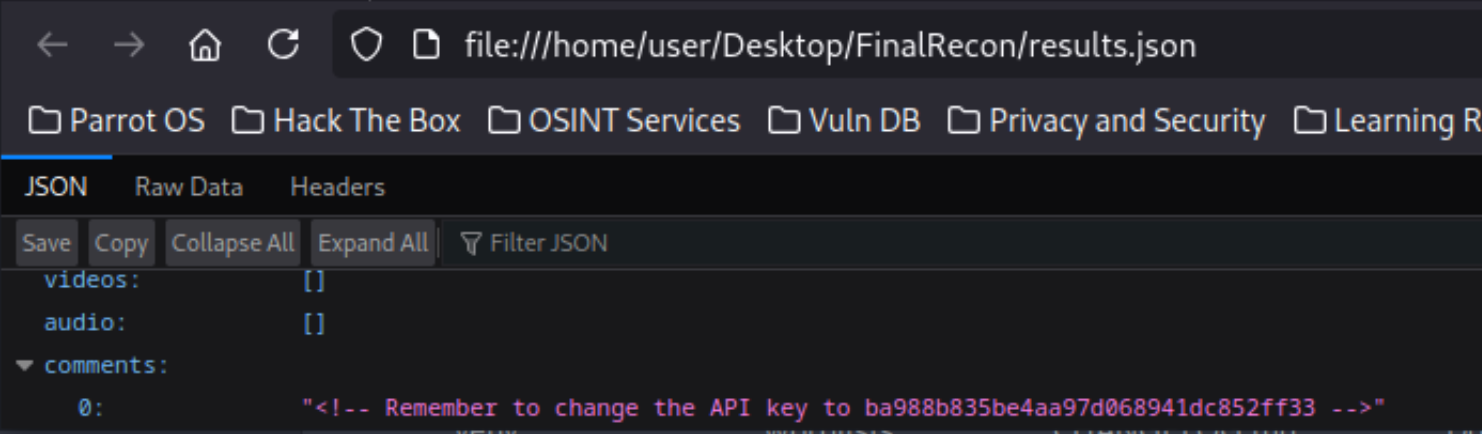 file:///home/user/Desktop/FinalRecon/results.json
Parrot OS Hack The Box OSINT Services Vuln DB Privacy and Security Learning R
JSON Raw Data Headers
Save Copy Collapse All Expand All Filter JSON
videos: []
audio: []
comments:
0: "<!-- Remember to change the API key to ba988b835be4aa97d068941dc852ff33 -->"